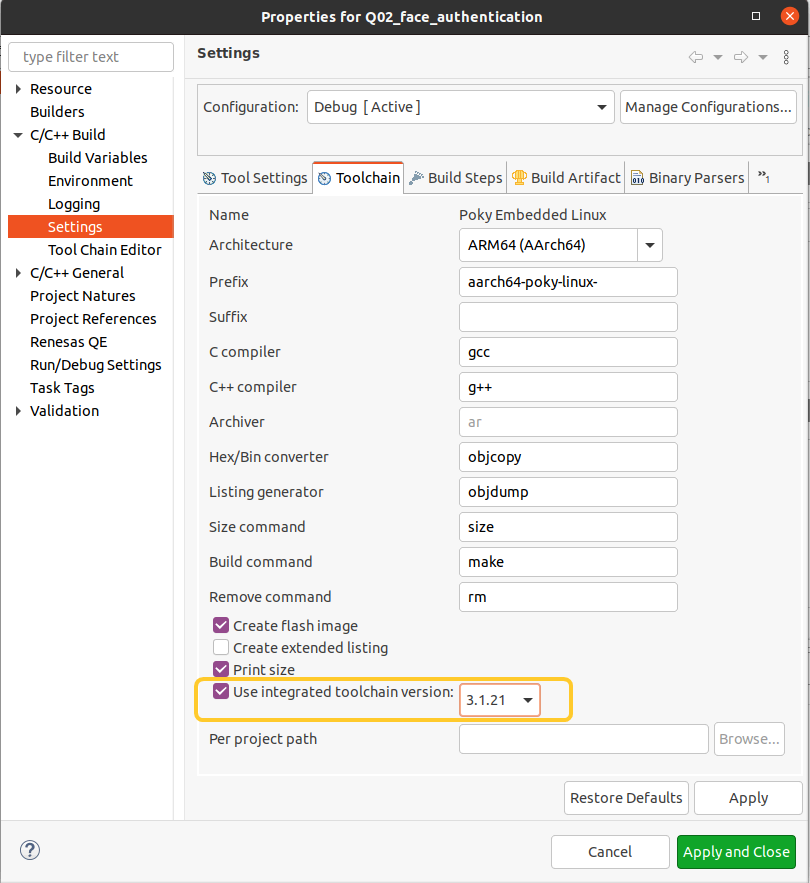 Properties for Q02_face_authentication
type filter text
Resource
Builders
C/C++ Build
Build Variables
Environment
Logging
Settings
Tool Chain Editor
C/C++ General
Project Natures
Project References
Renesas QE
Run/Debug Settings
Task Tags
Validation
Settings
Configuration: Debug [ Active ] Manage Configurations...
Tool Settings Toolchain Build Steps Build Artifact Binary Parsers »1
Name Poky Embedded Linux
Architecture ARM64 (AArch64)
Prefix aarch64-poky-linux-
Suffix
C compiler gcc
C++ compiler g++
Archiver ar
Hex/Bin converter objcopy
Listing generator objdump
Size command size
Build command make
Remove command rm
Create flash image
Create extended listing
Print size
Use integrated toolchain version: 3.1.21
Per project path Browse...
Restore Defaults Apply
? Cancel Apply and Close